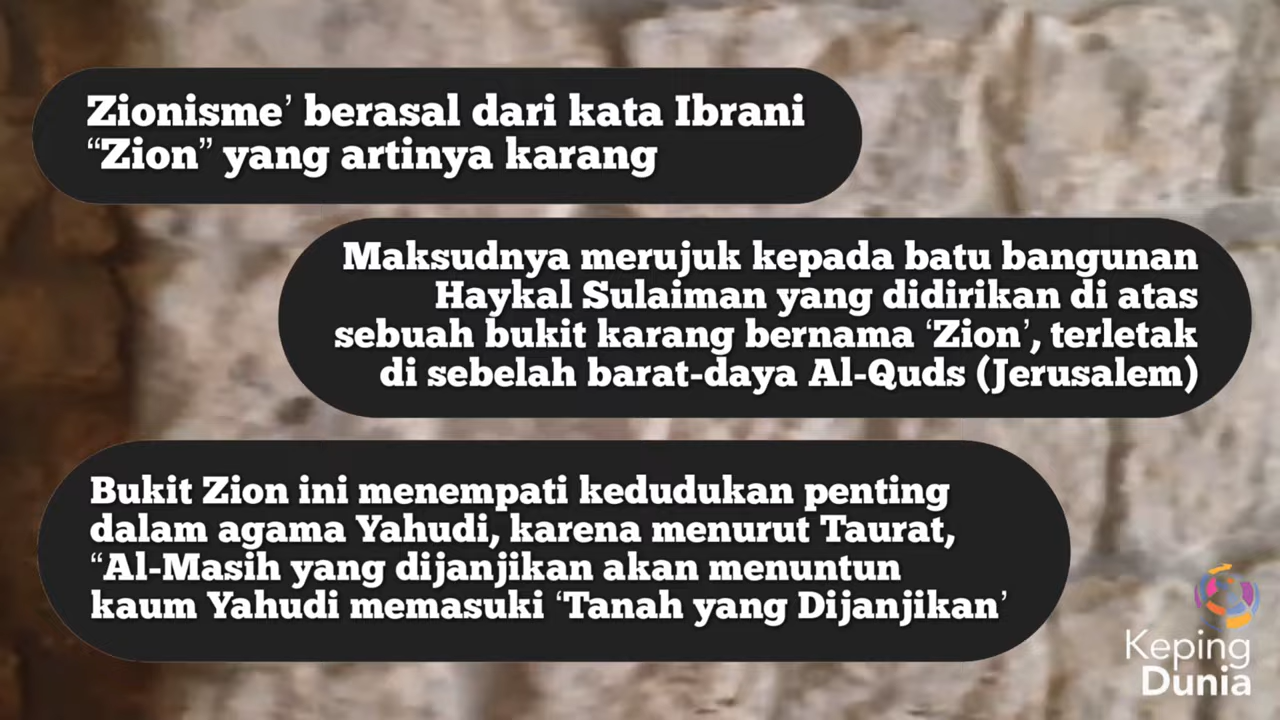 Zionisme’ berasal dari kata Ibrani
“Zion” yang artinya karang
Maksudnya merujuk kepada batu bangunan
Haykal Sulaiman yang didirikan di atas
sebuah bukit karang bernama ‘Zion’, terletak
di sebelah barat-daya Al-Quds (Jerusalem)
Bukit Zion ini menempati kedudukan penting
dalam agama Yahudi, karena menurut Taurat,
“Al-Masih yang dijanjikan akan menuntun
kaum Yahudi memasuki ‘Tanah yang Dijanjikan’
Keping
Dunia